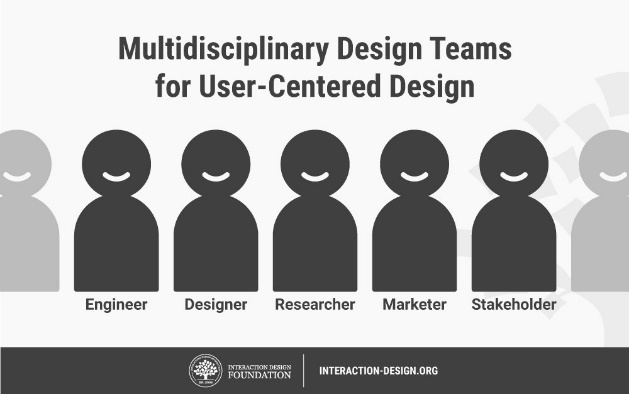 Multidisciplinary Design Teams
for User-Centered Design
Engineer
Designer
Researcher
Marketer
Stakeholder
INTERACTION DESIGN
FOUNDATION
INTERACTION-DESIGN.ORG